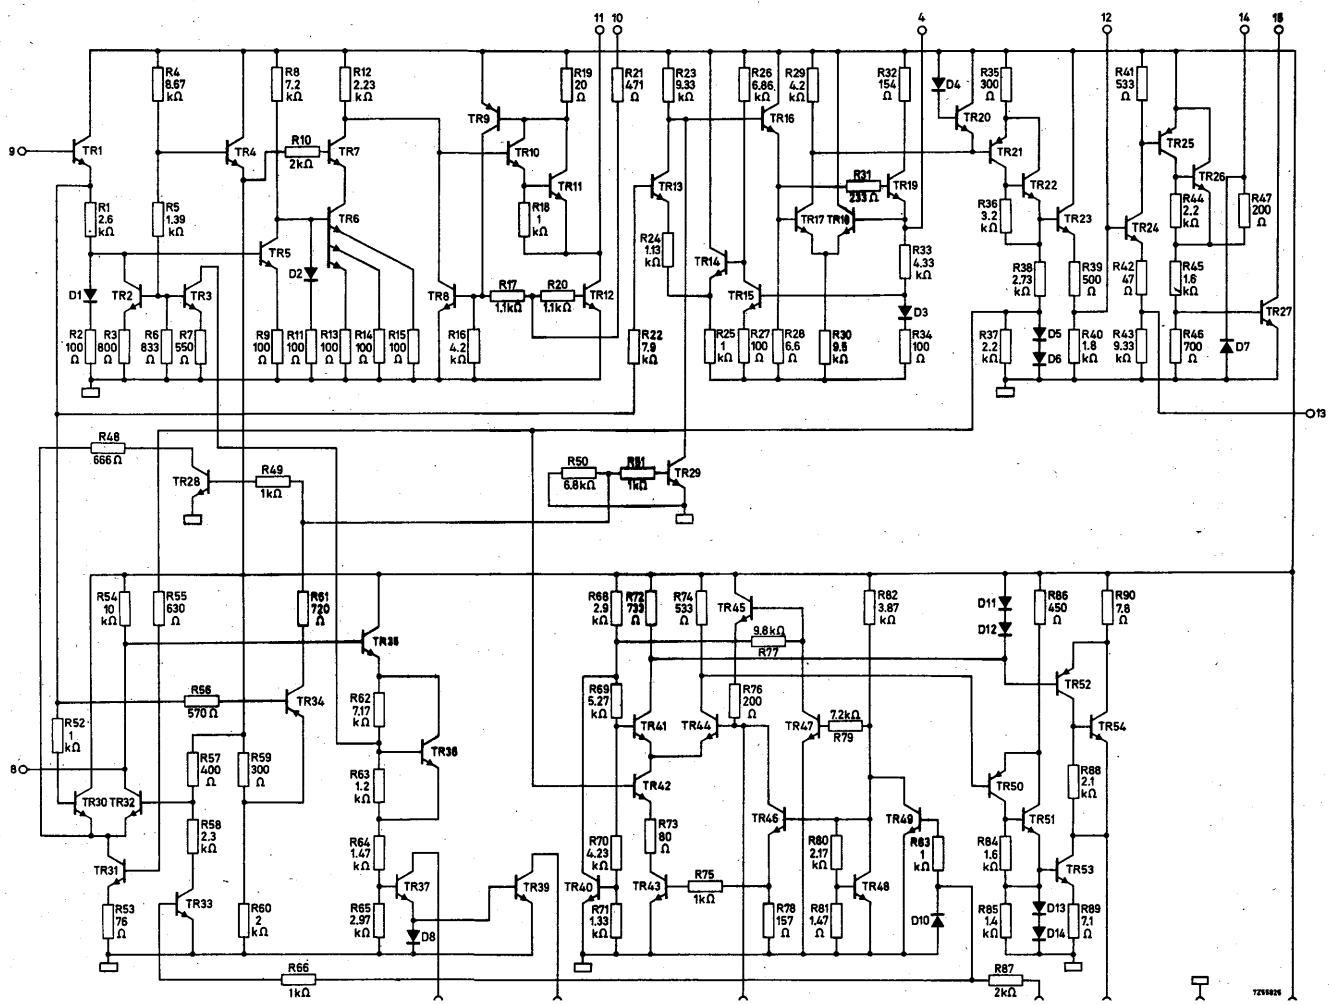 11 10 4 12 14 15
R4 8.67 kΩ
R8 7.2 kΩ
R12 2.23 kΩ
R19 20 Ω
R21 471 Ω
R23 9.33 kΩ
R26 6.86 kΩ
R29 4.2 kΩ
R32 154 Ω
D4
R35 300 Ω
R41 533 Ω
9
TR1
TR4
R10 2kΩ
TR7
TR9
TR10
TR11
TR13
TR16
R31 233 Ω
TR19
TR20
TR21
TR22
TR25
TR26
R1 2.6 kΩ
R5 1.39 kΩ
TR5
TR6
R18 1 kΩ
R24 1.13 kΩ
TR14
TR17
TR18
R33 4.33 kΩ
R36 3.2 kΩ
TR23
TR24
R44 2.2 kΩ
R47 200 Ω
D1
TR2
TR3
D2
TR8
R17 1.1kΩ
R20 1.1kΩ
TR12
TR15
D3
R38 2.73 kΩ
R39 500 Ω
R42 47 Ω
R45 1.6 kΩ
TR27
R2 100 Ω
R3 800 Ω
R6 833 Ω
R7 550 Ω
R9 100 Ω
R11 100 Ω
R13 100 Ω
R14 100 Ω
R15 100 Ω
R16 4.2 kΩ
R22 7.9 kΩ
R25 1 kΩ
R27 100 Ω
R28 6.6 Ω
R30 9.5 kΩ
R34 100 Ω
R37 2.2 kΩ
D5
D6
R40 1.8 kΩ
R43 9.33 kΩ
R46 700 Ω
D7
13
R48 666 Ω
TR28
R49 1kΩ
R50 6.8kΩ
R51 1kΩ
TR29
R54 10 kΩ
R55 630 Ω
R61 720 Ω
TR35
R68 2.9 kΩ
R72 733 Ω
R74 533 Ω
TR45
9.8kΩ R77
R82 3.87 kΩ
D11
D12
R86 450 Ω
R90 7.8 Ω
R56 570 Ω
TR34
R62 7.17 kΩ
R69 5.27 kΩ
TR41
TR44
R76 200 Ω
TR47
7.2kΩ R79
TR52
TR54
R52 1 kΩ
8
R57 400 Ω
R59 300 Ω
TR36
R63 1.2 kΩ
TR42
TR50
R88 2.1 kΩ
TR30
TR32
R58 2.3 kΩ
R64 1.47 kΩ
R70 4.23 kΩ
R73 80 Ω
TR46
R80 2.17 kΩ
TR49
R83 1 kΩ
R84 1.6 kΩ
TR51
TR31
TR37
TR39
TR40
TR43
R75 1kΩ
TR48
TR53
R53 76 Ω
TR33
R60 2 kΩ
R65 2.97 kΩ
D8
R71 1.33 kΩ
R78 157 Ω
R81 1.47 Ω
D10
R85 1.4 kΩ
D13
D14
R89 7.1 Ω
R66 1kΩ
R87 2kΩ